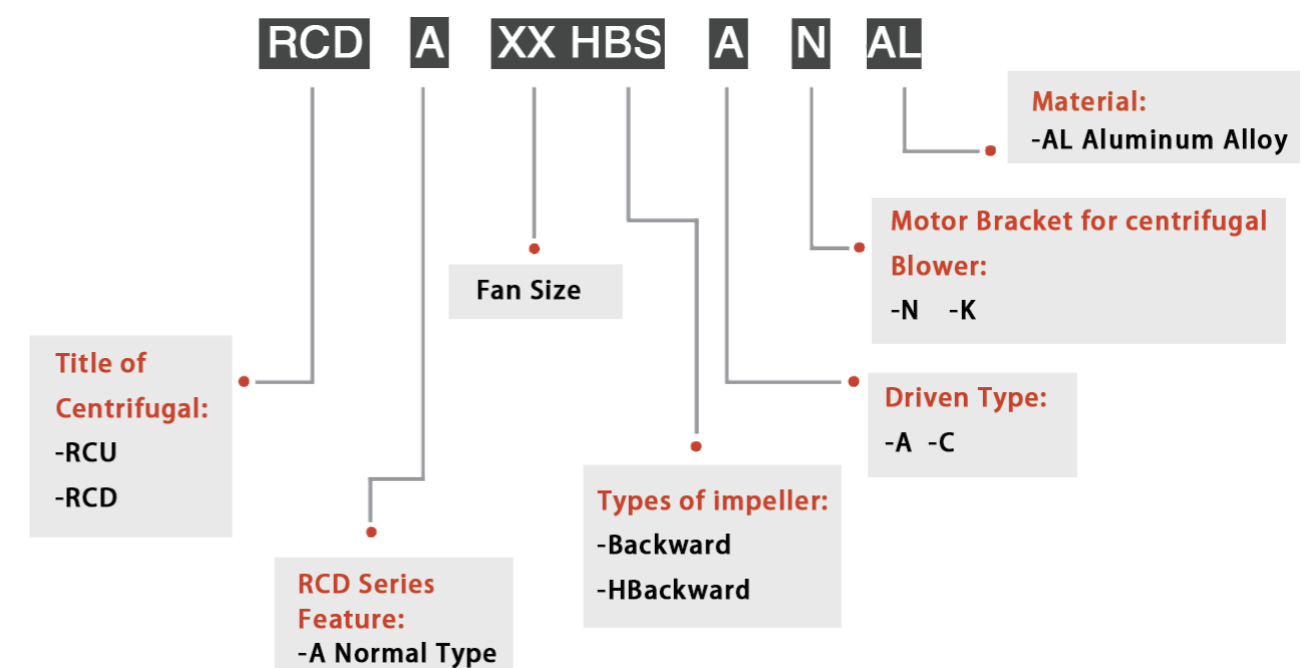 RCD A XX HBS A N AL
Material:
-AL Aluminum Alloy
Motor Bracket for centrifugal
Blower:
-N -K
Fan Size
Title of
Centrifugal:
-RCU
-RCD
Driven Type:
-A -C
Types of impeller:
-Backward
-HBackward
RCD Series
Feature:
-A Normal Type